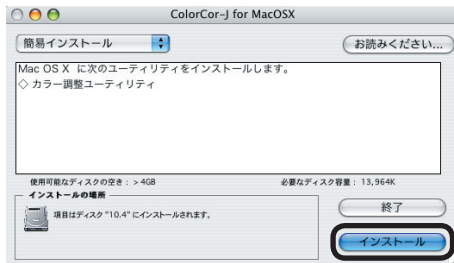 ColorCor-J for MacOSX
簡易インストール
お読みください...
Mac OS X に次のユーティリティをインストールします。
◇ カラー調整ユーティリティ
使用可能なディスクの空き： > 4GB
必要なディスク容量： 13,964K
インストールの場所
項目はディスク "10.4" にインストールされます。
終了
インストール